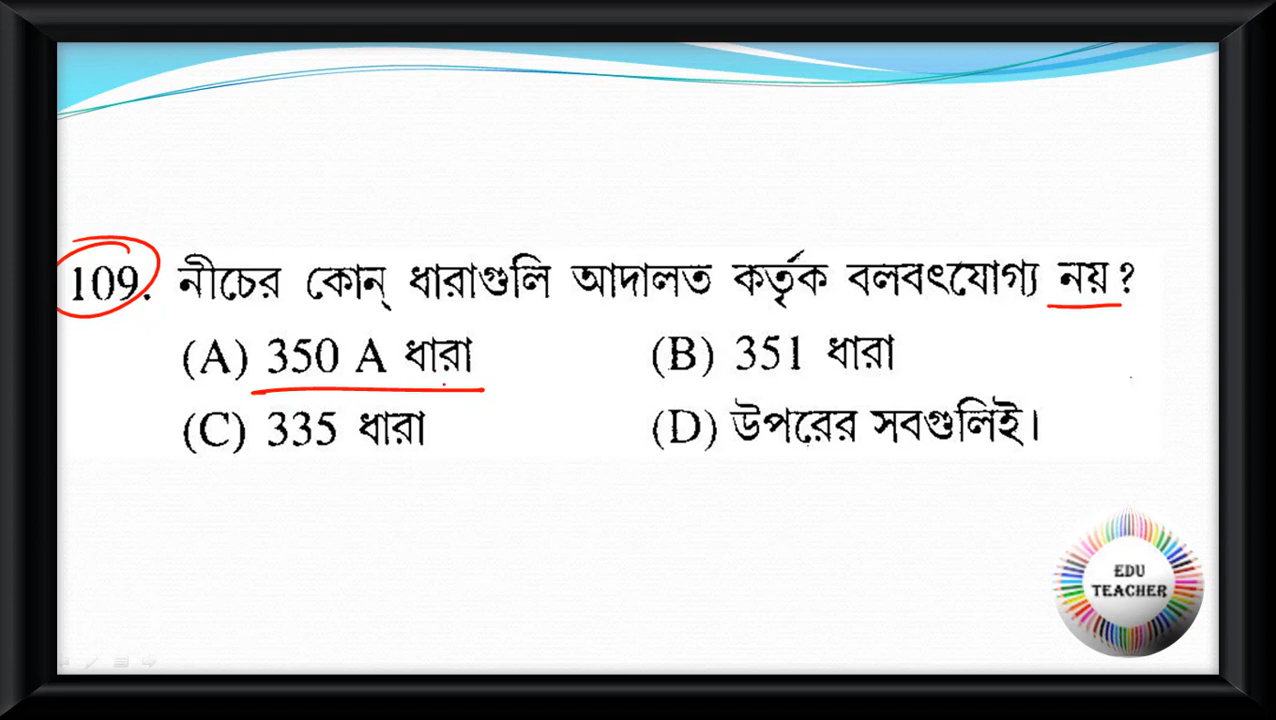 109. নীচের কোন্ ধারাগুলি আদালত কর্তৃক বলবৎযোগ্য নয় ?
(A) 350 A ধারা (B) 351 ধারা
(C) 335 ধারা (D) উপরের সবগুলিই।
EDU
TEACHER